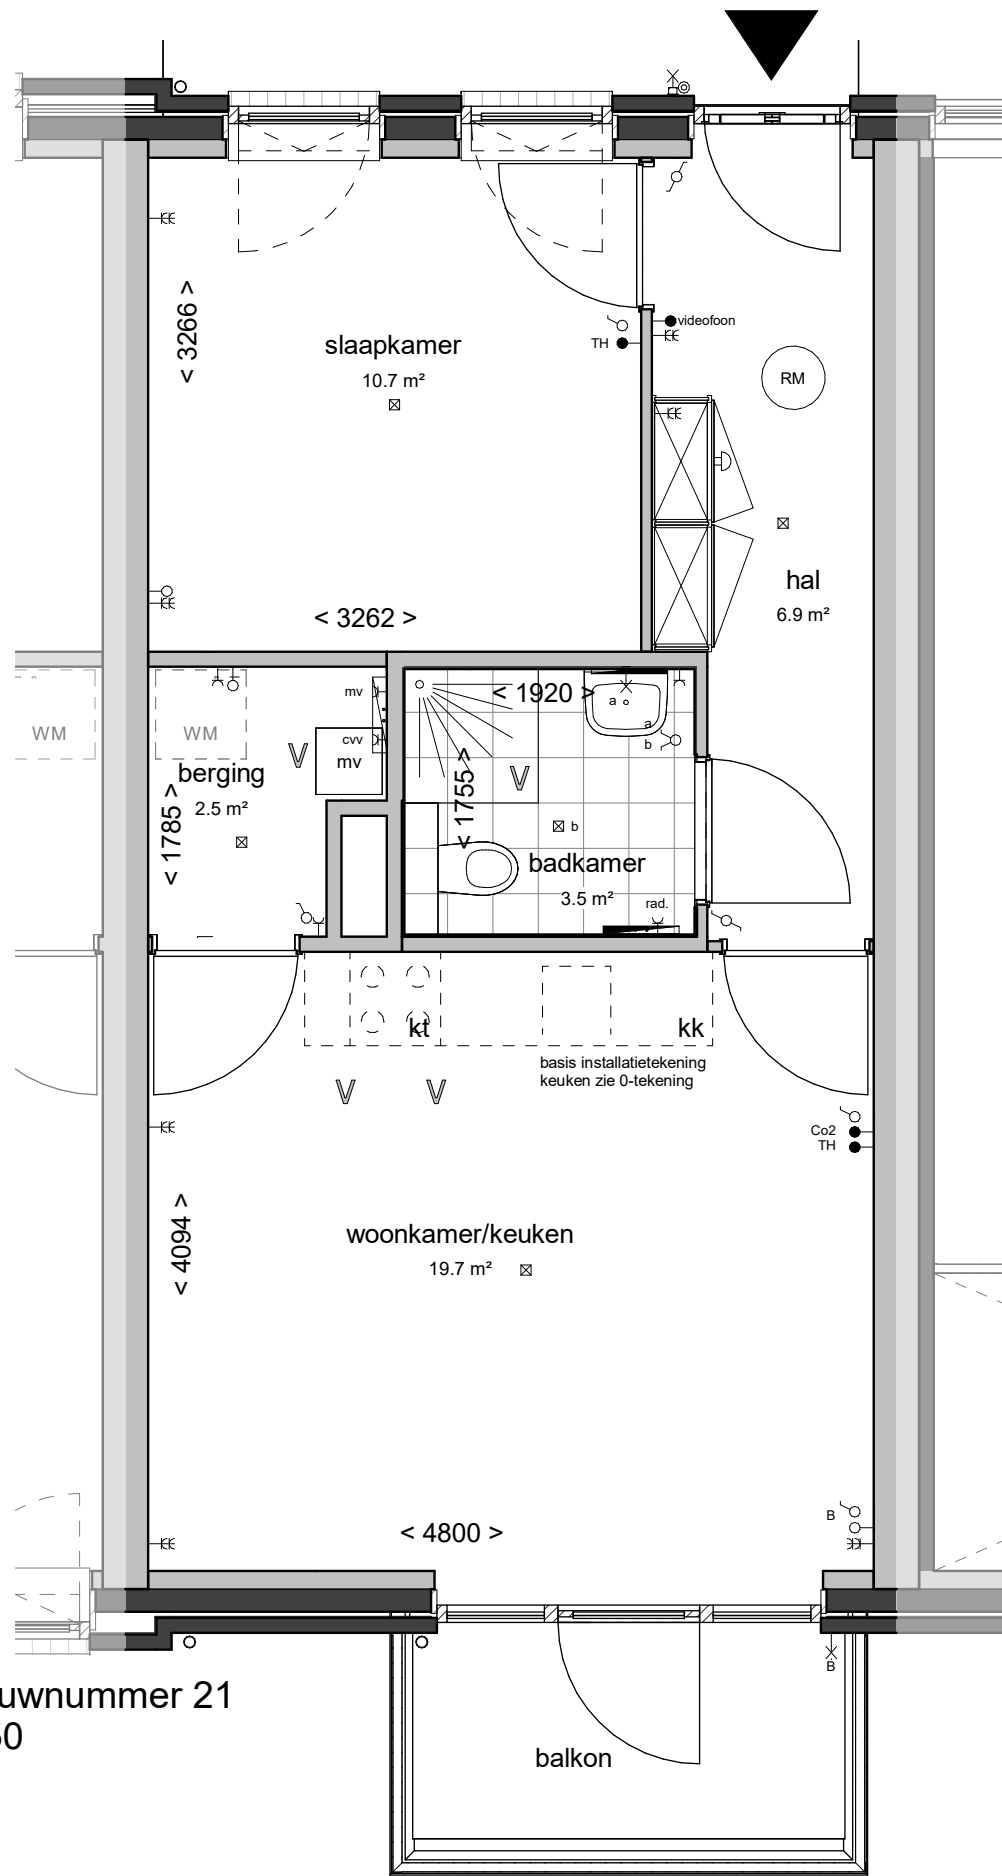 videofoon
TH
< 3266 >
slaapkamer
10.7 m²
RM
hal
6.9 m²
< 3262 >
mv
< 1920 >
a
a
b
WM
WM
cvv
mv
V
berging
2.5 m²
< 1785 >
< 1755 >
V
b
badkamer
3.5 m²
rad.
kt
kk
basis installatietekening
keuken zie 0-tekening
V
V
Co2
TH
< 4094 >
woonkamer/keuken
19.7 m²
B
< 4800 >
B
uwnummer 21
balkon